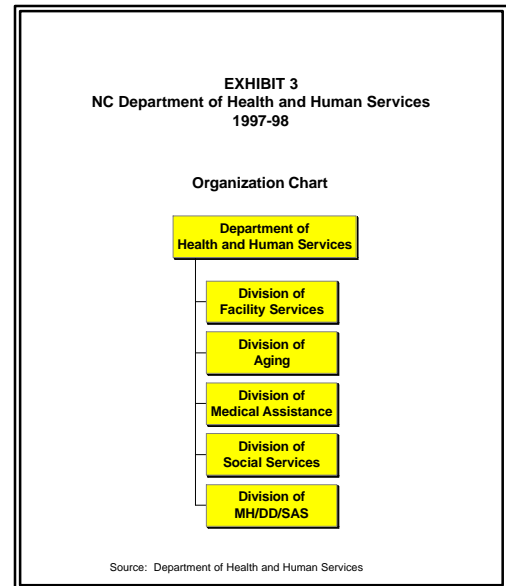 EXHIBIT 3
NC Department of Health and Human Services
1997-98
Organization Chart
Department of
Health and Human Services
Division of
Facility Services
Division of
Aging
Division of
Medical Assistance
Division of
Social Services
Division of
MH/DD/SAS
Source: Department of Health and Human Services